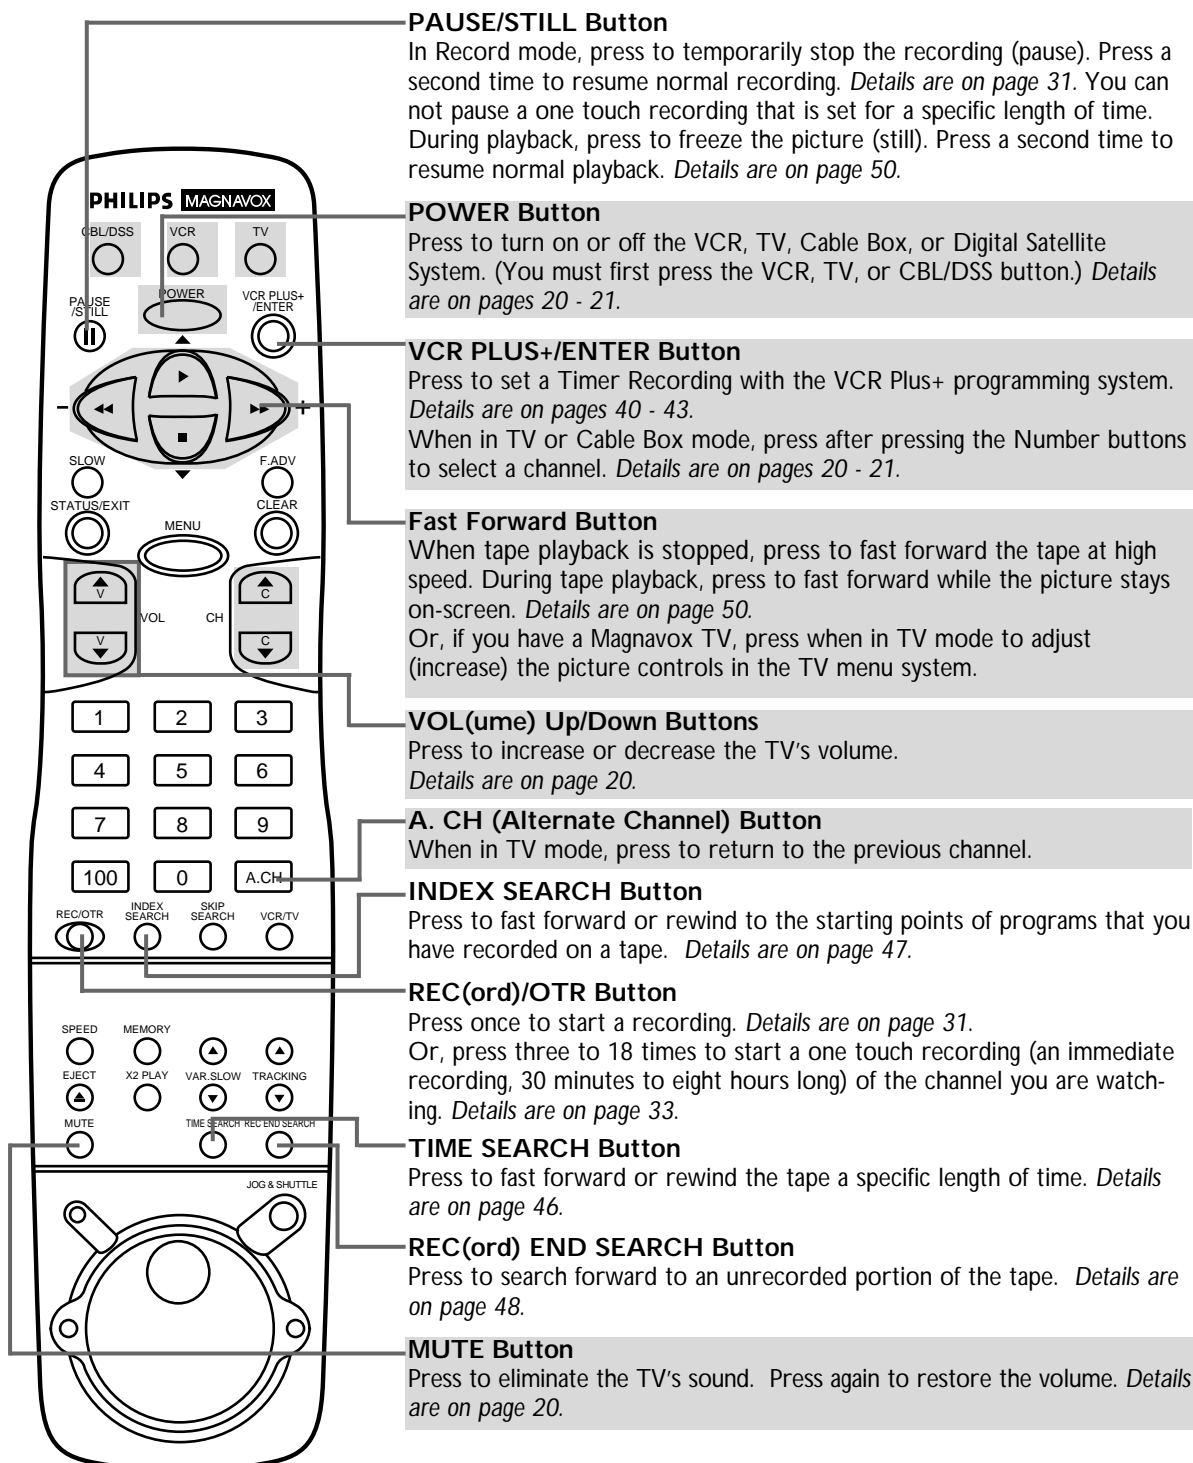 PAUSE/STILL Button
In Record mode, press to temporarily stop the recording (pause). Press a
second time to resume normal recording. Details are on page 31. You can
not pause a one touch recording that is set for a specific length of time.
During playback, press to freeze the picture (still). Press a second time to
resume normal playback. Details are on page 50.
POWER Button
Press to turn on or off the VCR, TV, Cable Box, or Digital Satellite
System. (You must first press the VCR, TV, or CBL/DSS button.) Details
are on pages 20 - 21.
VCR PLUS+/ENTER Button
Press to set a Timer Recording with the VCR Plus+ programming system.
Details are on pages 40 - 43.
When in TV or Cable Box mode, press after pressing the Number buttons
to select a channel. Details are on pages 20 - 21.
Fast Forward Button
When tape playback is stopped, press to fast forward the tape at high
speed. During tape playback, press to fast forward while the picture stays
on-screen. Details are on page 50.
Or, if you have a Magnavox TV, press when in TV mode to adjust
(increase) the picture controls in the TV menu system.
VOL(ume) Up/Down Buttons
Press to increase or decrease the TV's volume.
Details are on page 20.
A. CH (Alternate Channel) Button
When in TV mode, press to return to the previous channel.
INDEX SEARCH Button
Press to fast forward or rewind to the starting points of programs that you
have recorded on a tape. Details are on page 47.
REC(ord)/OTR Button
Press once to start a recording. Details are on page 31.
Or, press three to 18 times to start a one touch recording (an immediate
recording, 30 minutes to eight hours long) of the channel you are watch-
ing. Details are on page 33.
TIME SEARCH Button
Press to fast forward or rewind the tape a specific length of time. Details
are on page 46.
REC(ord) END SEARCH Button
Press to search forward to an unrecorded portion of the tape. Details are
on page 48.
MUTE Button
Press to eliminate the TV's sound. Press again to restore the volume. Details
are on page 20.
PHILIPS MAGNAVOX
CBL/DSS VCR TV
PAUSE
/STILL
POWER
VCR PLUS+
/ENTER
- +
SLOW F.ADV
STATUS/EXIT MENU CLEAR
V C
VOL CH
V C
1 2 3
4 5 6
7 8 9
100 0 A.CH
REC/OTR
INDEX
SEARCH
SKIP
SEARCH
VCR/TV
SPEED MEMORY
EJECT X2 PLAY VAR.SLOW TRACKING
MUTE TIME SEARCH REC END SEARCH
JOG & SHUTTLE